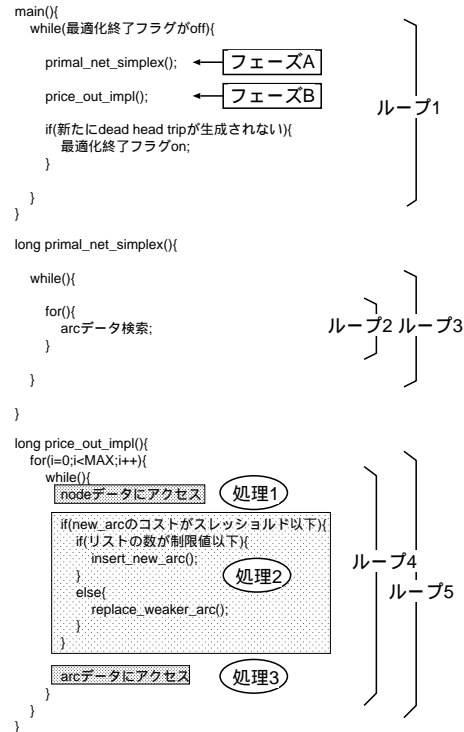 main(){
while(最適化終了フラグがoff){
primal_net_simplex(); フェーズA
price_out_impl(); フェーズB
ループ1
if(新たにdead head tripが生成されない){
最適化終了フラグon;
}
}
}
long primal_net_simplex(){
while(){
for(){
arcデータ検索; ループ2 ループ3
}
}
}
long price_out_impl(){
for(i=0;i<MAX;i++){
while(){
nodeデータにアクセス 処理1
if(new_arcのコストがスレッショルド以下){
if(リストの数が制限値以下){
insert_new_arc(); ループ4
} 処理2
else{ ループ5
replace_weaker_arc();
}
}
arcデータにアクセス 処理3
}
}
}